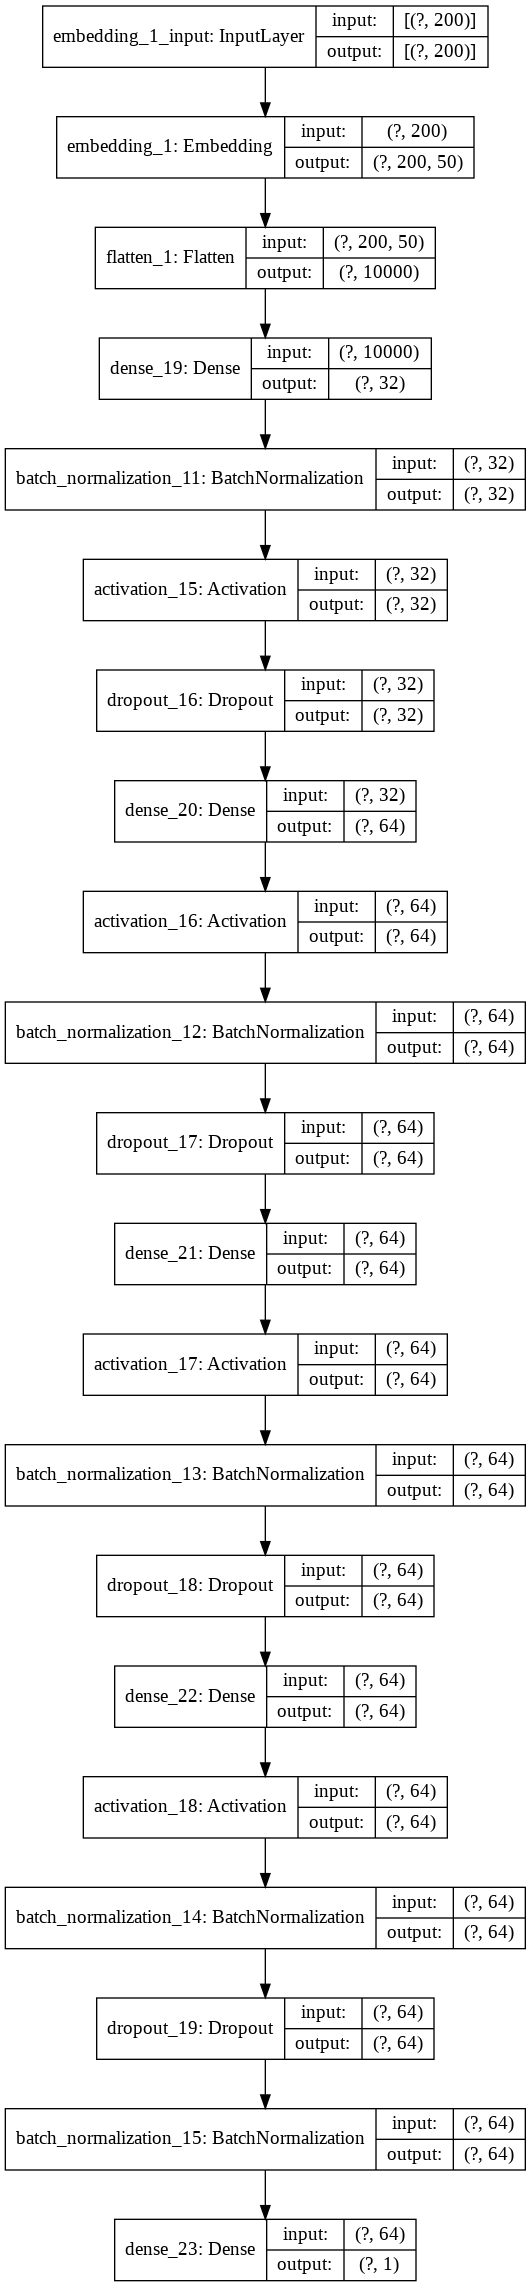 embedding_1_input: InputLayer
input: [(?, 200)]
output: [(?, 200)]
embedding_1: Embedding
input: (?, 200)
output: (?, 200, 50)
flatten_1: Flatten
input: (?, 200, 50)
output: (?, 10000)
dense_19: Dense
input: (?, 10000)
output: (?, 32)
batch_normalization_11: BatchNormalization
input: (?, 32)
output: (?, 32)
activation_15: Activation
input: (?, 32)
output: (?, 32)
dropout_16: Dropout
input: (?, 32)
output: (?, 32)
dense_20: Dense
input: (?, 32)
output: (?, 64)
activation_16: Activation
input: (?, 64)
output: (?, 64)
batch_normalization_12: BatchNormalization
input: (?, 64)
output: (?, 64)
dropout_17: Dropout
input: (?, 64)
output: (?, 64)
dense_21: Dense
input: (?, 64)
output: (?, 64)
activation_17: Activation
input: (?, 64)
output: (?, 64)
batch_normalization_13: BatchNormalization
input: (?, 64)
output: (?, 64)
dropout_18: Dropout
input: (?, 64)
output: (?, 64)
dense_22: Dense
input: (?, 64)
output: (?, 64)
activation_18: Activation
input: (?, 64)
output: (?, 64)
batch_normalization_14: BatchNormalization
input: (?, 64)
output: (?, 64)
dropout_19: Dropout
input: (?, 64)
output: (?, 64)
batch_normalization_15: BatchNormalization
input: (?, 64)
output: (?, 64)
dense_23: Dense
input: (?, 64)
output: (?, 1)